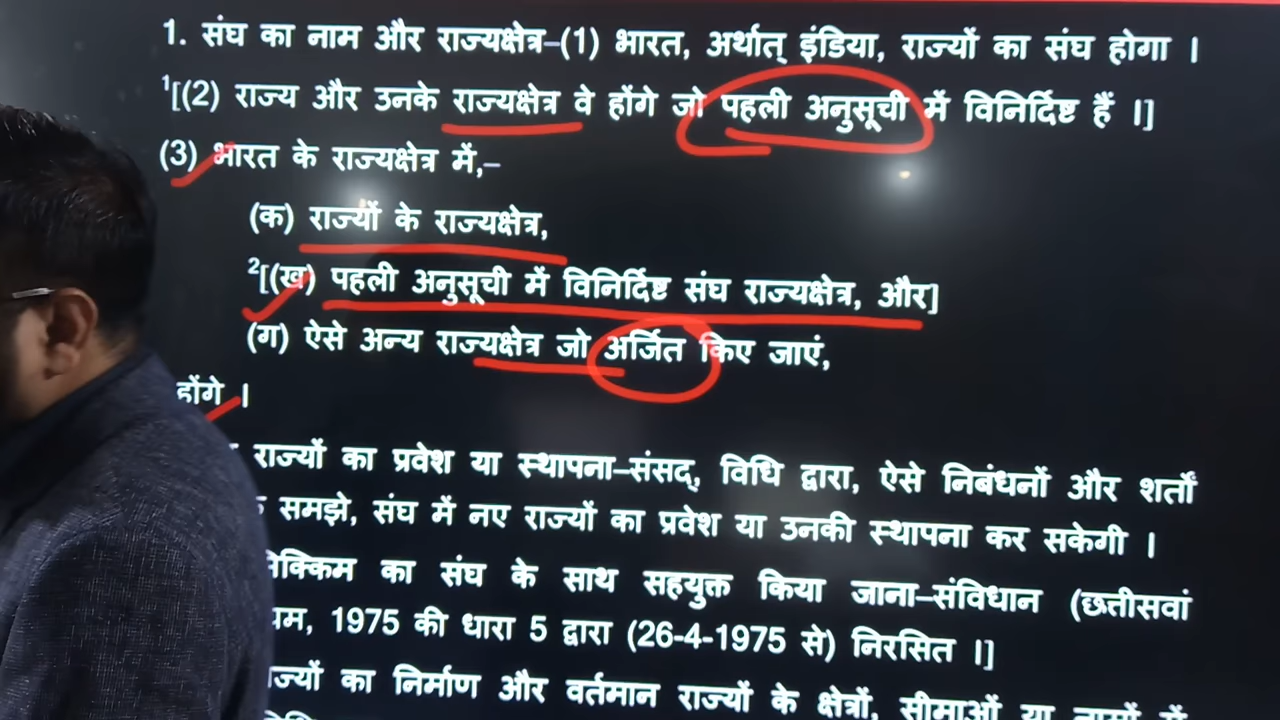 1. संघ का नाम और राज्यक्षेत्र–(1) भारत, अर्थात् इंडिया, राज्यों का संघ होगा ।
¹[(2) राज्य और उनके राज्यक्षेत्र वे होंगे जो पहली अनुसूची में विनिर्दिष्ट हैं ।]
(3) भारत के राज्यक्षेत्र में,–
(क) राज्यों के राज्यक्षेत्र,
²[(ख) पहली अनुसूची में विनिर्दिष्ट संघ राज्यक्षेत्र, और]
(ग) ऐसे अन्य राज्यक्षेत्र जो अर्जित किए जाएं,
होंगे ।
राज्यों का प्रवेश या स्थापना–संसद्, विधि द्वारा, ऐसे निबंधनों और शर्तों
समझे, संघ में नए राज्यों का प्रवेश या उनकी स्थापना कर सकेगी ।
का संघ के साथ सहयुक्त किया जाना–संविधान (छत्तीसवां
1975 की धारा 5 द्वारा (26-4-1975 से) निरसित ।]
का निर्माण और वर्तमान राज्यों के क्षेत्रों, सीमाओं या